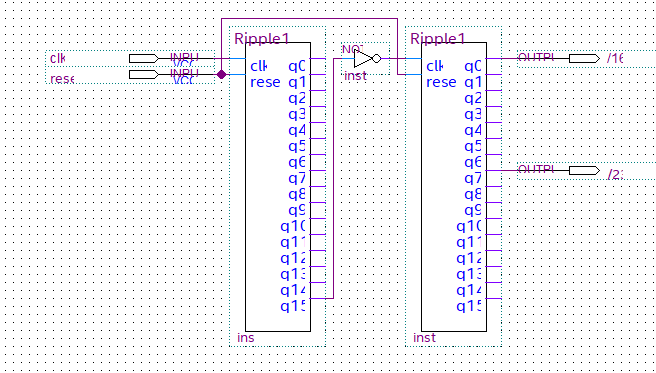 Ripple1
NO
Ripple1
clk
INPU
VCC
rese
INPU
VCC
clk
rese
q0
q1
q2
q3
q4
q5
q6
q7
q8
q9
q10
q11
q12
q13
q14
q15
ins
inst
clk
rese
q0
q1
q2
q3
q4
q5
q6
q7
q8
q9
q10
q11
q12
q13
q14
q15
inst
OUTPU
/16
OUTPU
/2